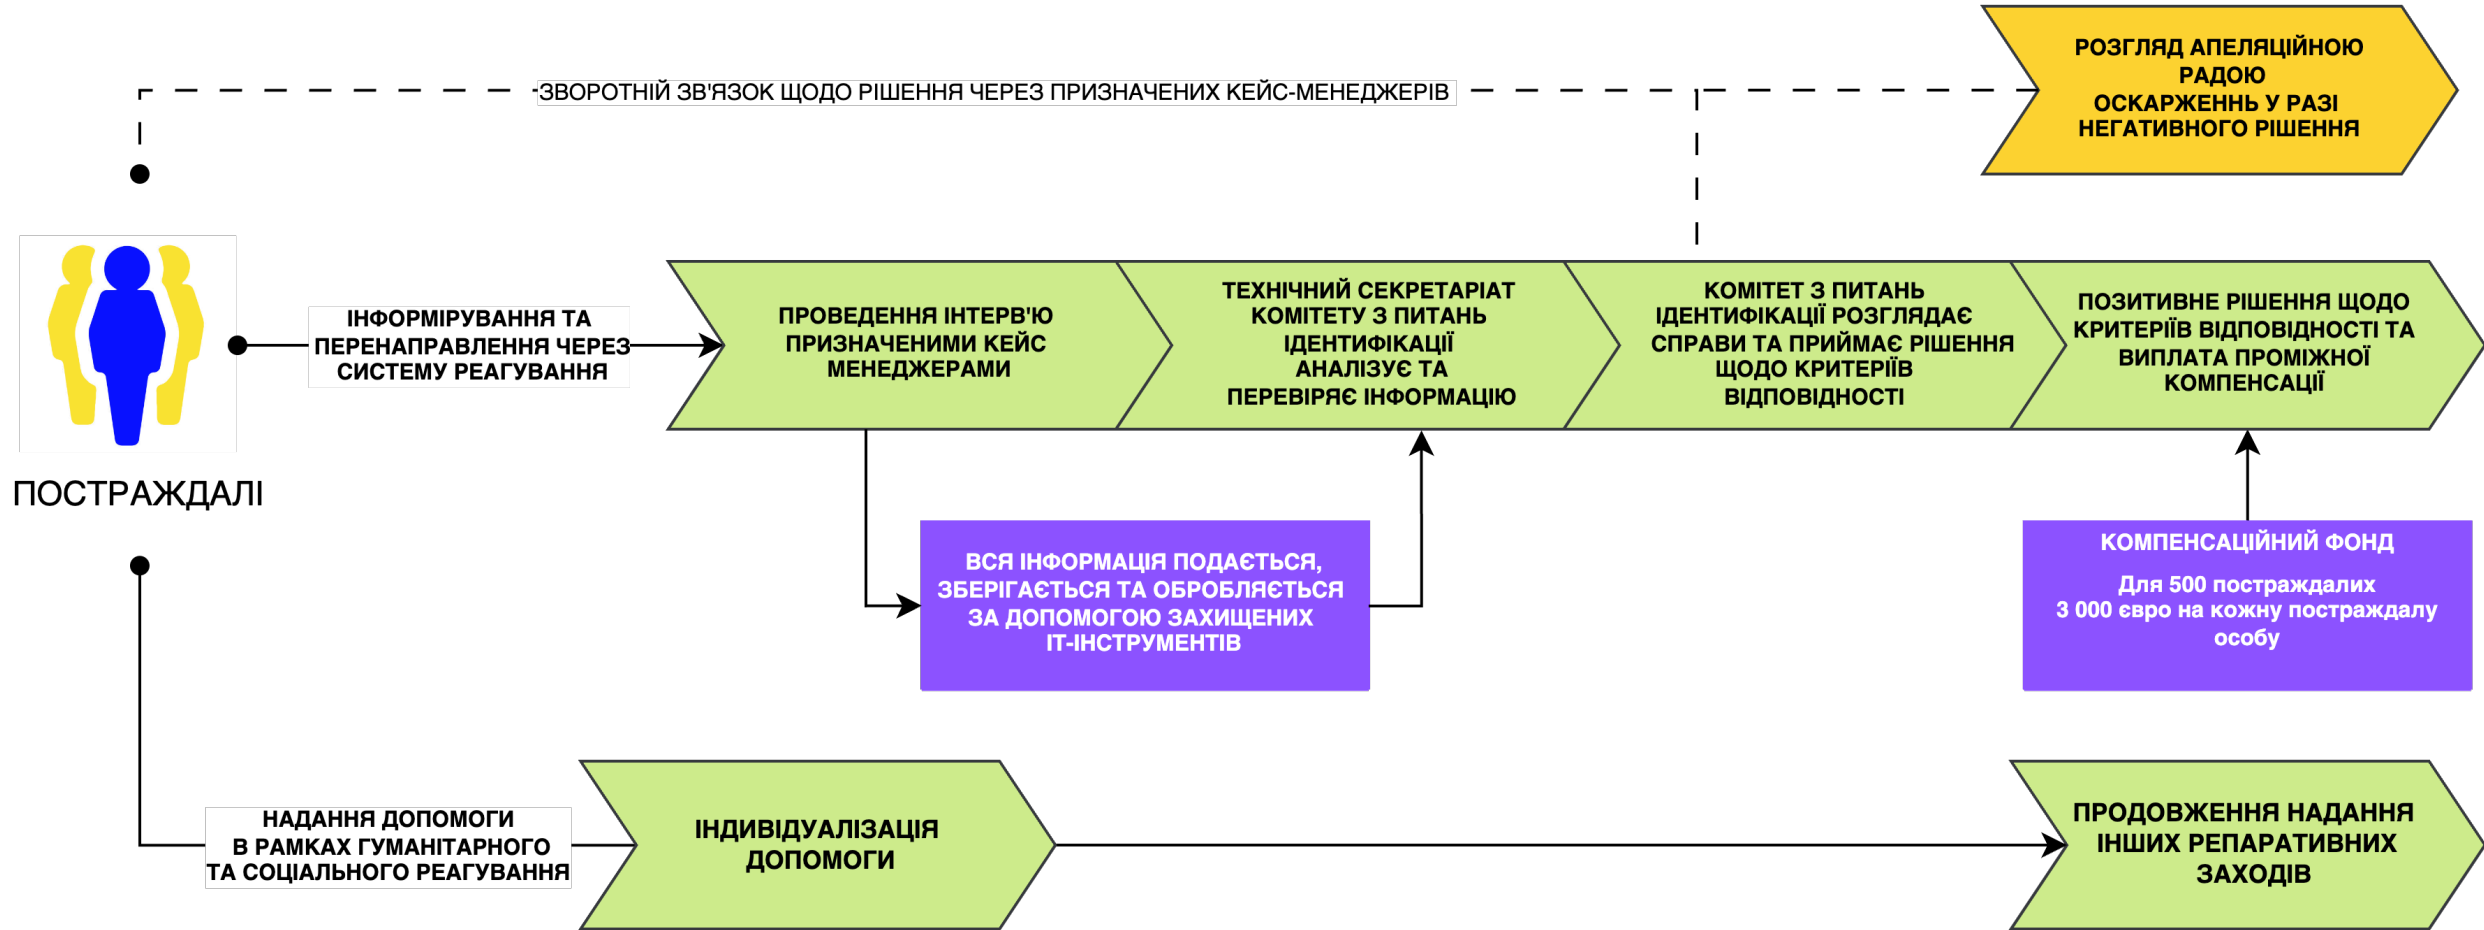 РОЗГЛЯД АПЕЛЯЦІЙНОЮ
РАДОЮ
ОСКАРЖЕННЬ У РАЗІ
НЕГАТИВНОГО РІШЕННЯ
ЗВОРОТНІЙ ЗВ'ЯЗОК ЩОДО РІШЕННЯ ЧЕРЕЗ ПРИЗНАЧЕНИХ КЕЙС-МЕНЕДЖЕРІВ
ПОСТРАЖДАЛІ
ІНФОРМІРУВАННЯ ТА
ПЕРЕНАПРАВЛЕННЯ ЧЕРЕЗ
СИСТЕМУ РЕАГУВАННЯ
ПРОВЕДЕННЯ ІНТЕРВ'Ю
ПРИЗНАЧЕНИМИ КЕЙС
МЕНЕДЖЕРАМИ
ТЕХНІЧНИЙ СЕКРЕТАРІАТ
КОМІТЕТУ З ПИТАНЬ
ІДЕНТИФІКАЦІЇ
АНАЛІЗУЄ ТА
ПЕРЕВІРЯЄ ІНФОРМАЦІЮ
КОМІТЕТ З ПИТАНЬ
ІДЕНТИФІКАЦІЇ РОЗГЛЯДАЄ
СПРАВИ ТА ПРИЙМАЄ РІШЕННЯ
ЩОДО КРИТЕРІЇВ
ВІДПОВІДНОСТІ
ПОЗИТИВНЕ РІШЕННЯ ЩОДО
КРИТЕРІЇВ ВІДПОВІДНОСТІ ТА
ВИПЛАТА ПРОМІЖНОЇ
КОМПЕНСАЦІЇ
ВСЯ ІНФОРМАЦІЯ ПОДАЄТЬСЯ,
ЗБЕРІГАЄТЬСЯ ТА ОБРОБЛЯЄТЬСЯ
ЗА ДОПОМОГОЮ ЗАХИЩЕНИХ
ІТ-ІНСТРУМЕНТІВ
КОМПЕНСАЦІЙНИЙ ФОНД
Для 500 постраждалих
3 000 євро на кожну постраждалу
особу
НАДАННЯ ДОПОМОГИ
В РАМКАХ ГУМАНІТАРНОГО
ТА СОЦІАЛЬНОГО РЕАГУВАННЯ
ІНДИВІДУАЛІЗАЦІЯ
ДОПОМОГИ
ПРОДОВЖЕННЯ НАДАННЯ
ІНШИХ РЕПАРАТИВНИХ
ЗАХОДІВ